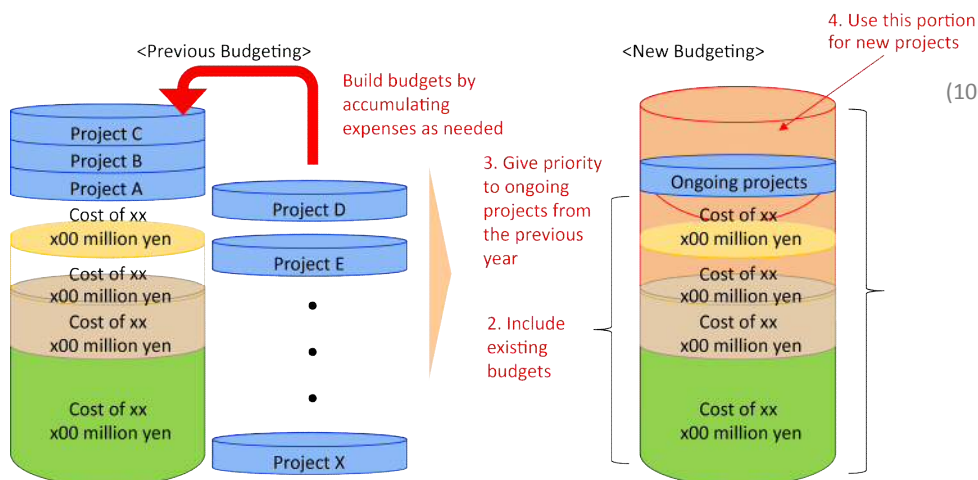 <Previous Budgeting>
Build budgets by
accumulating
expenses as needed
Project C
Project B
Project A
Cost of xx
x00 million yen
Cost of xx
x00 million yen
Cost of xx
x00 million yen
Cost of xx
x00 million yen
Project D
Project E
Project X
<New Budgeting>
4. Use this portion
for new projects
(10
3. Give priority
to ongoing
projects from
the previous
year
2. Include
existing
budgets
Ongoing projects
Cost of xx
x00 million yen
Cost of xx
x00 million yen
Cost of xx
x00 million yen
Cost of xx
x00 million yen